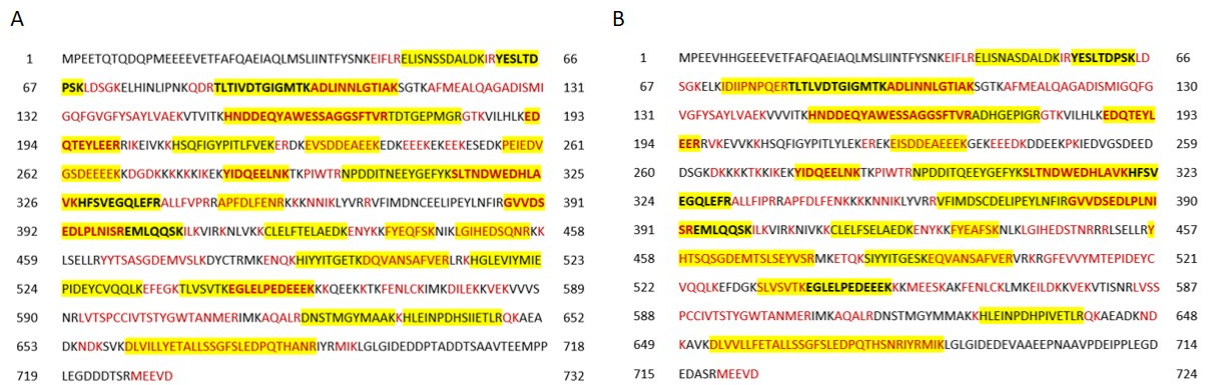 A
1 MPEETQTQDQPMEEEEVETFAFQAEIAQLMSLIINTFYSNKEIFLRELISNSSDALDKIRYESLTD 66
67 PSKLDSGKELHINLIPNKQDRTLTIVDTGIGMTKADLINNLGTIAKSGTKAFMEALQAGADISMI 131
132 GQFGVGFYSAYLVAEKVTVITKHNDDEQYAWESSAGGSFTVRTDTGEPMGRGTKVILHLKED 193
194 QTEYLEERRIKEIVKKHSQFIGYPITLFVEKERDKEVSDDEAEEKEDKEEEKEKEEKESEDKPEIEDV 261
262 GSDEEEEKKDGDKKKKKKIKEKYIDQEELNKTKPIWTRNPDDITNEEYGEFYKSLTNDWEDHLA 325
326 VKHFSVEGQLEFRALLFVPRRAPFDLFENRKKKNNIKLYVRRVFIMDNCEELIPEYLNFIRGVVDS 391
392 EDLPLNISREMLQQSKILKVIRKNLVKKCLELFTELAEDKENYKKFYEQFSKNIKLGIHEDSQNRKK 458
459 LSELLRYYTSASGDEMVSLKDYCTRMKENQKHIYYITGETKDQVANSAFVERLRKHGLEVIYMIE 523
524 PIDEYCVQQLKEFEGKTLVSVTKEGLELPEDEEEKKKQEEKKTKFENLCKIMKDILEKKVEKVVVS 589
590 NRLVTSPCCIVTSTYGWTANMERIMKAQALRDNSTMGYMAAKKHLEINPDHSIIETLRQKAEA 652
653 DKNDKSVKDLVILLYETALLSSGFSLEDPQTHANRIYRMIKLGLGIDEDDPTADDTSAAVTEEMPP 718
719 LEGDDDTSRMEEVD 732
B
1 MPEEVHHGEEEVETFAFQAEIAQLMSLIINTFYSNKEIFLRELISNASDALDKIRYESLTDPSKLD 66
67 SGKELKIDIIPNPQERTLTLVDTGIGMTKADLINNLGTIAKSGTKAFMEALQAGADISMIGQFG 130
131 VGFYSAYLVAEKVVVITKHNDDEQYAWESSAGGSFTVRADHGEPIGRGTKVILHLKEDQTEYL 193
194 EERRVKEVVKKHSQFIGYPITLYLEKEREKEISDDEAEEEKGEKEEEDKDDEEKPKIEDVGSDEED 259
260 DSGKDKKKKTKKIKEKYIDQEELNKTKPIWTRNPDDITQEEYGEFYKSLTNDWEDHLAVKHFSV 323
324 EGQLEFRALLFIPRRAPFDLFENKKKKNNIKLYVRRVFIMDSCDELIPEYLNFIRGVVDSEDLPLNI 390
391 SREMLQQSKILKVIRKNIVKKCLELFSELAEDKENYKKFYEAFSKNLKLGIHEDSTNRRRLSELLRY 457
458 HTSQSGDEMTSLSEYVSRMKETQKSIYYITGESKEQVANSAFVERVRKRGFEVVYMTEPIDEYC 521
522 VQQLKEFDGKSLVSVTKEGLELPEDEEEKKKMEESKAKFENLCKLMKEILDKKVEKVTISNRLVSS 587
588 PCCIVTSTYGWTANMERIMKAQALRDNSTMGYMMAKKHLEINPDHPIVETLRQKAEADKND 648
649 KAVKDLVVLLFETALLSSGFSLEDPQTHSNRIYRMIKLGLGIDEDEVAAEEPNAAVPDEIPPLEGD 714
715 EDASRMEEVD 724